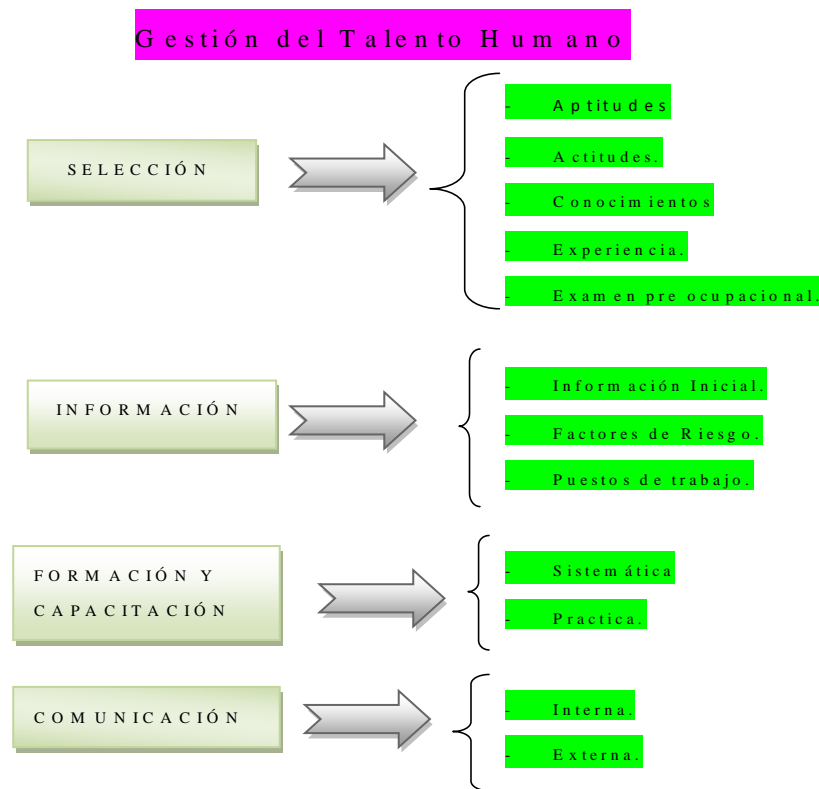 Gestión del Talento Humano
SELECCIÓN
- Aptitudes
- Actitudes.
- Conocimientos
- Experiencia.
- Examen pre ocupacional.
INFORMACIÓN
- Información Inicial.
- Factores de Riesgo.
- Puestos de trabajo.
FORMACIÓN Y
CAPACITACIÓN
- Sistemática
- Practica.
COMUNICACIÓN
- Interna.
- Externa.